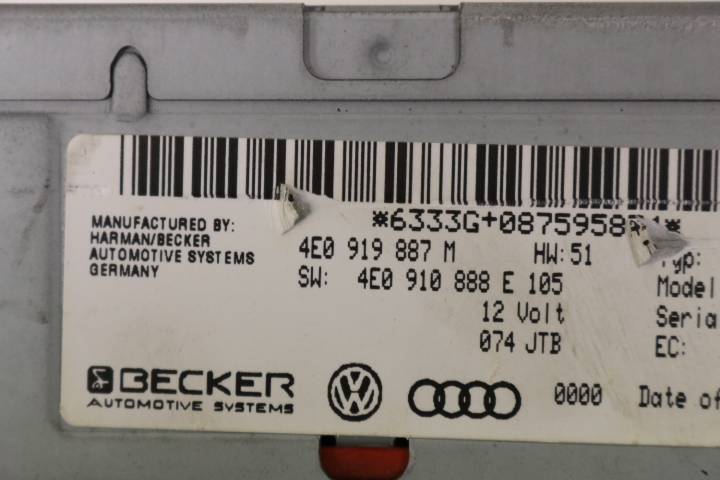 *6333G+0875958
MANUFACTURED BY:
HARMAN/BECKER
AUTOMOTIVE SYSTEMS
GERMANY
4E0 919 887 M HW:51
SW: 4E0 910 888 E 105
12 Volt
074 JTB
Model
Seria
EC:
BECKER
AUTOMOTIVE SYSTEMS
0000 Date of